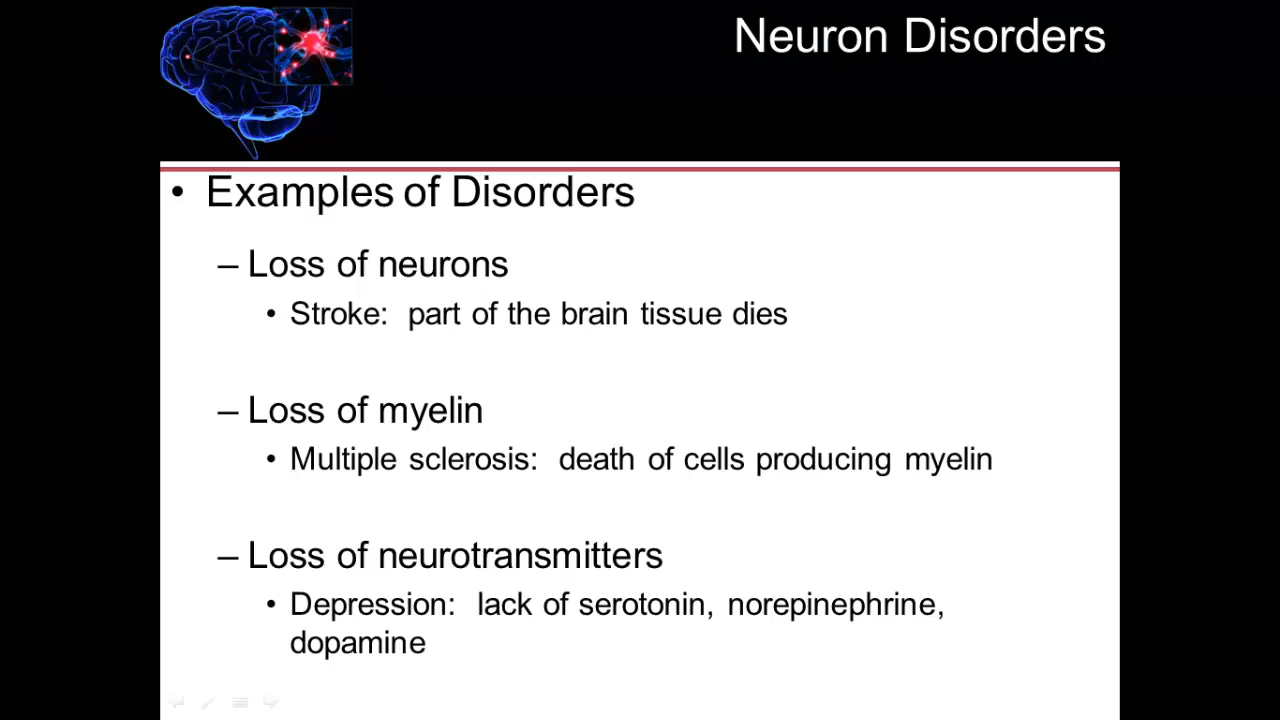 Neuron Disorders
• Examples of Disorders
– Loss of neurons
• Stroke: part of the brain tissue dies
– Loss of myelin
• Multiple sclerosis: death of cells producing myelin
– Loss of neurotransmitters
• Depression: lack of serotonin, norepinephrine,
dopamine